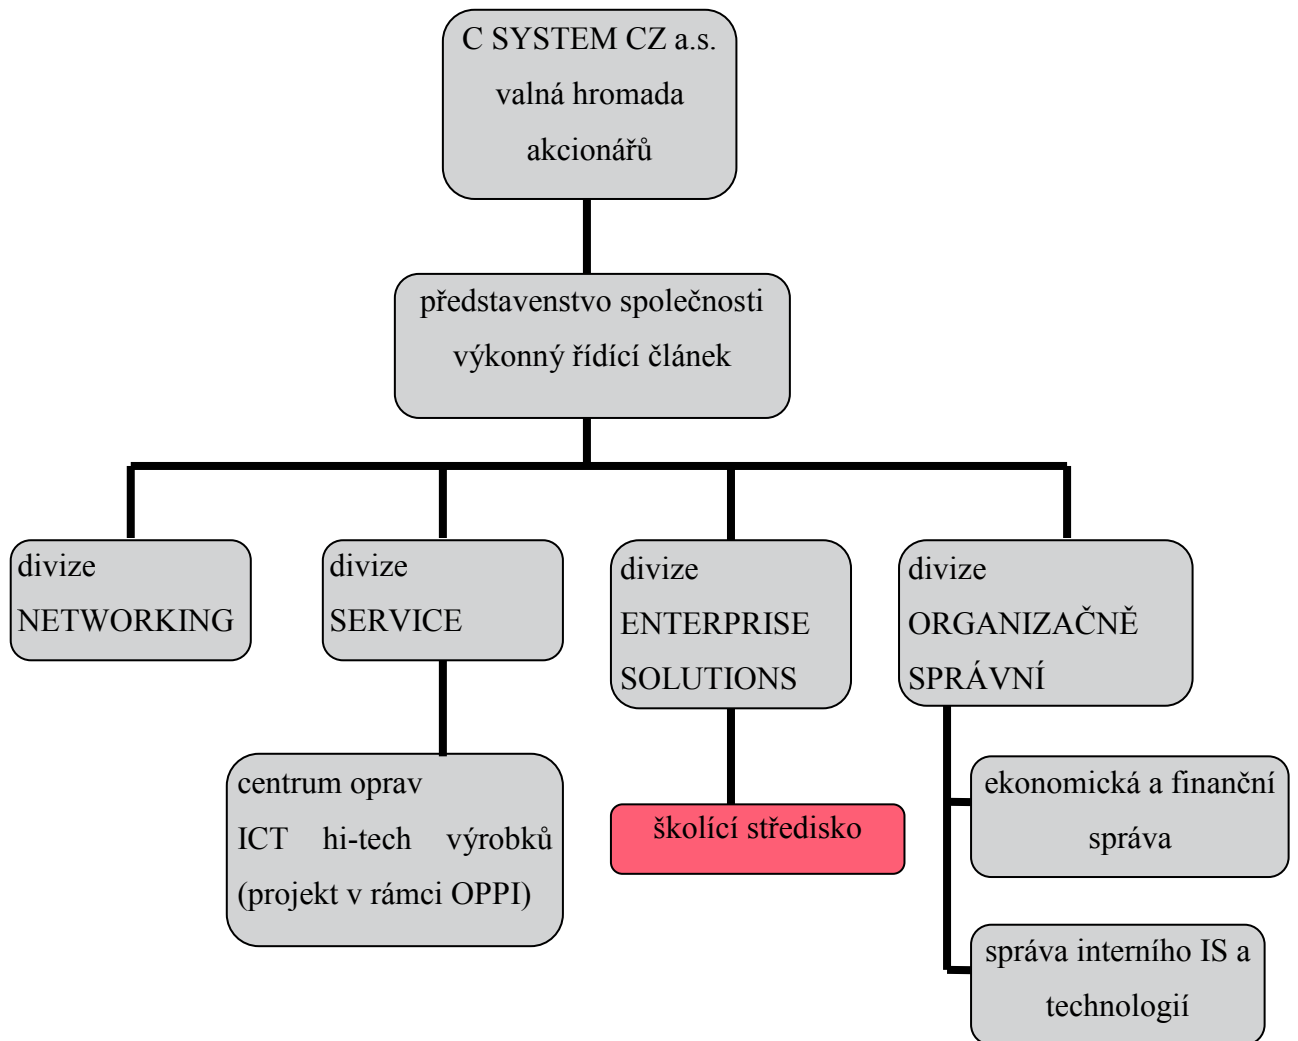 C SYSTEM CZ a.s.
valná hromada
akcionářů
představenstvo společnosti
výkonný řídící článek
divize
NETWORKING
divize
SERVICE
divize
ENTERPRISE
SOLUTIONS
divize
ORGANIZAČNĚ
SPRÁVNÍ
centrum oprav
ICT hi-tech výrobků
(projekt v rámci OPPI)
školící středisko
ekonomická a finanční
správa
správa interního IS a
technologií